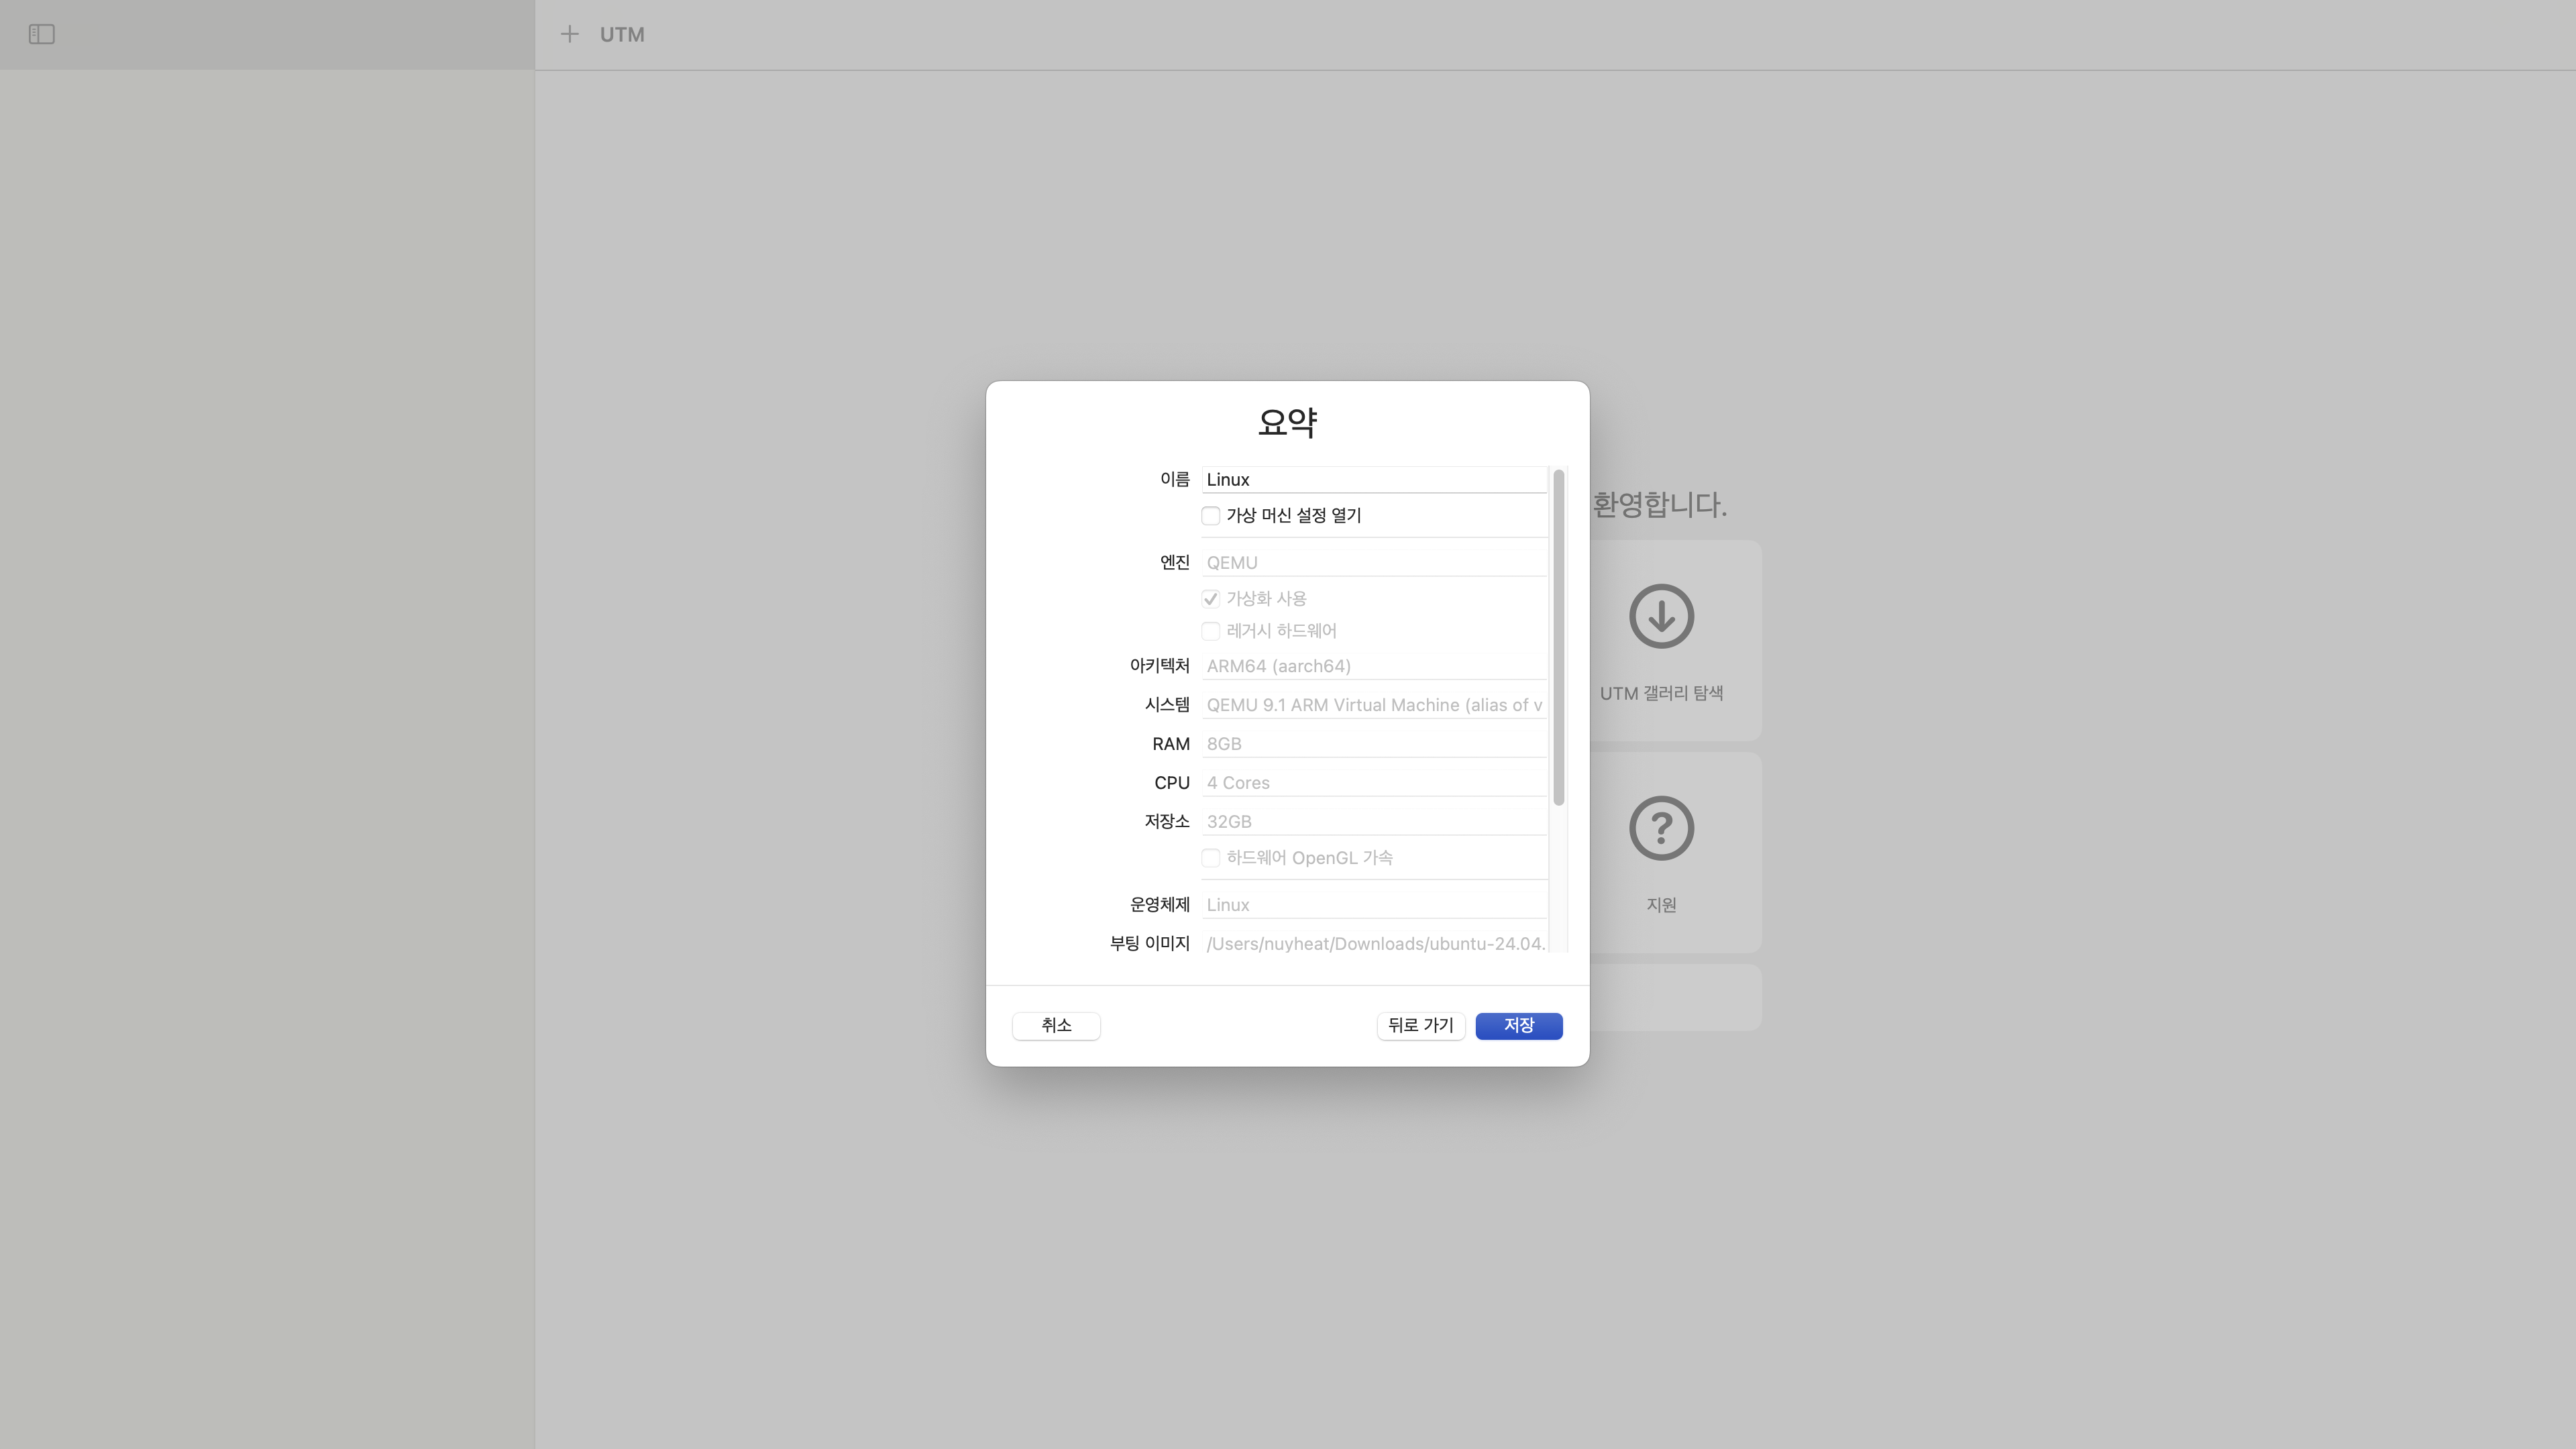 UTM
요약
이름 Linux
가상 머신 설정 열기
환영합니다.
엔진 QEMU
가상화 사용
레거시 하드웨어
아키텍처 ARM64 (aarch64)
시스템 QEMU 9.1 ARM Virtual Machine (alias of v
RAM 8GB
CPU 4 Cores
저장소 32GB
하드웨어 OpenGL 가속
운영체제 Linux
부팅 이미지 /Users/nuyheat/Downloads/ubuntu-24.04.
UTM 갤러리 탐색
지원
취소
뒤로 가기
저장